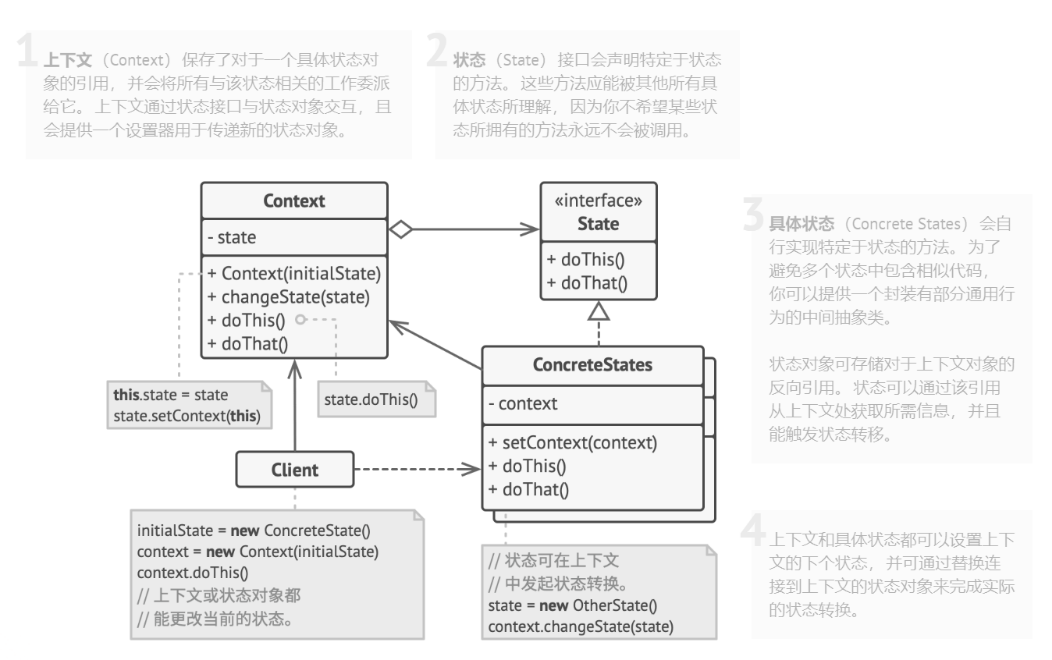 1
上下文（Context）保存了对于一个具体状态对
象的引用，并会将所有与该状态相关的工作委派
给它。上下文通过状态接口与状态对象交互，且
会提供一个设置器用于传递新的状态对象。
2
状态（State）接口会声明特定于状态
的方法。这些方法应能被其他所有具
体状态所理解，因为你不希望某些状
态所拥有的方法永远不会被调用。
Context
- state
+ Context(initialState)
+ changeState(state)
+ doThis()
+ doThat()
«interface»
State
+ doThis()
+ doThat()
3
具体状态（Concrete States）会自
行实现特定于状态的方法。为了
避免多个状态中包含相似代码，
你可以提供一个封装有部分通用行
为的中间抽象类。
状态对象可存储对于上下文对象的
反向引用。状态可以通过该引用
从上下文处获取所需信息，并且
能触发状态转移。
this.state = state
state.setContext(this)
state.doThis()
ConcreteStates
- context
+ setContext(context)
+ doThis()
+ doThat()
Client
initialState = new ConcreteState()
context = new Context(initialState)
context.doThis()
// 上下文或状态对象都
// 能更改当前的状态。
// 状态可在上下文
// 中发起状态转换。
state = new OtherState()
context.changeState(state)
4
上下文和具体状态都可以设置上下
文的下个状态，并可通过替换连
接到上下文的状态对象来完成实际
的状态转换。